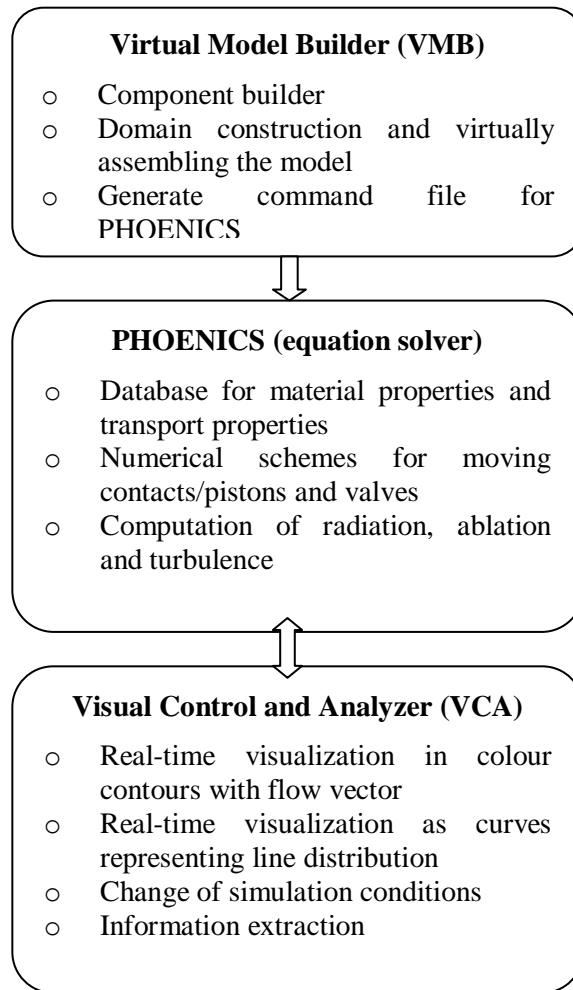 Virtual Model Builder (VMB)
o Component builder
o Domain construction and virtually
assembling the model
o Generate command file for
PHOENICS
PHOENICS (equation solver)
o Database for material properties and
transport properties
o Numerical schemes for moving
contacts/pistons and valves
o Computation of radiation, ablation
and turbulence
Visual Control and Analyzer (VCA)
o Real-time visualization in colour
contours with flow vector
o Real-time visualization as curves
representing line distribution
o Change of simulation conditions
o Information extraction